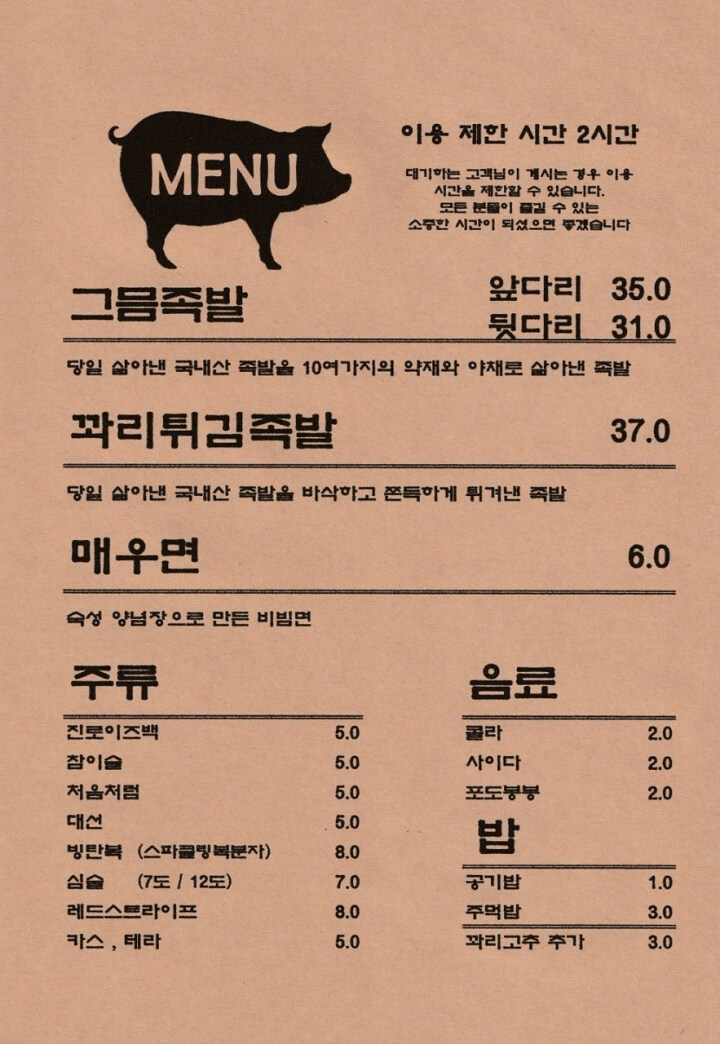 MENU
이용 제한 시간 2시간
대기하는 고객님이 계시는 경우 이용
시간을 제한할 수 있습니다.
모든 분들이 즐길 수 있는
소중한 시간이 되셨으면 좋겠습니다
그믐족발 앞다리 35.0
뒷다리 31.0
당일 삶아낸 국내산 족발을 10여가지의 약재와 야채로 삶아낸 족발
꽈리튀김족발 37.0
당일 삶아낸 국내산 족발을 바삭하고 쫀득하게 튀겨낸 족발
매우면 6.0
숙성 양념장으로 만든 비빔면
주류
진로이즈백 5.0
참이슬 5.0
처음처럼 5.0
대선 5.0
빙탄복 (스파클링복분자) 8.0
심술 (7도 / 12도) 7.0
레드스트라이프 8.0
카스 , 테라 5.0
음료
콜라 2.0
사이다 2.0
포도봉봉 2.0
밥
공기밥 1.0
주먹밥 3.0
꽈리고추 추가 3.0